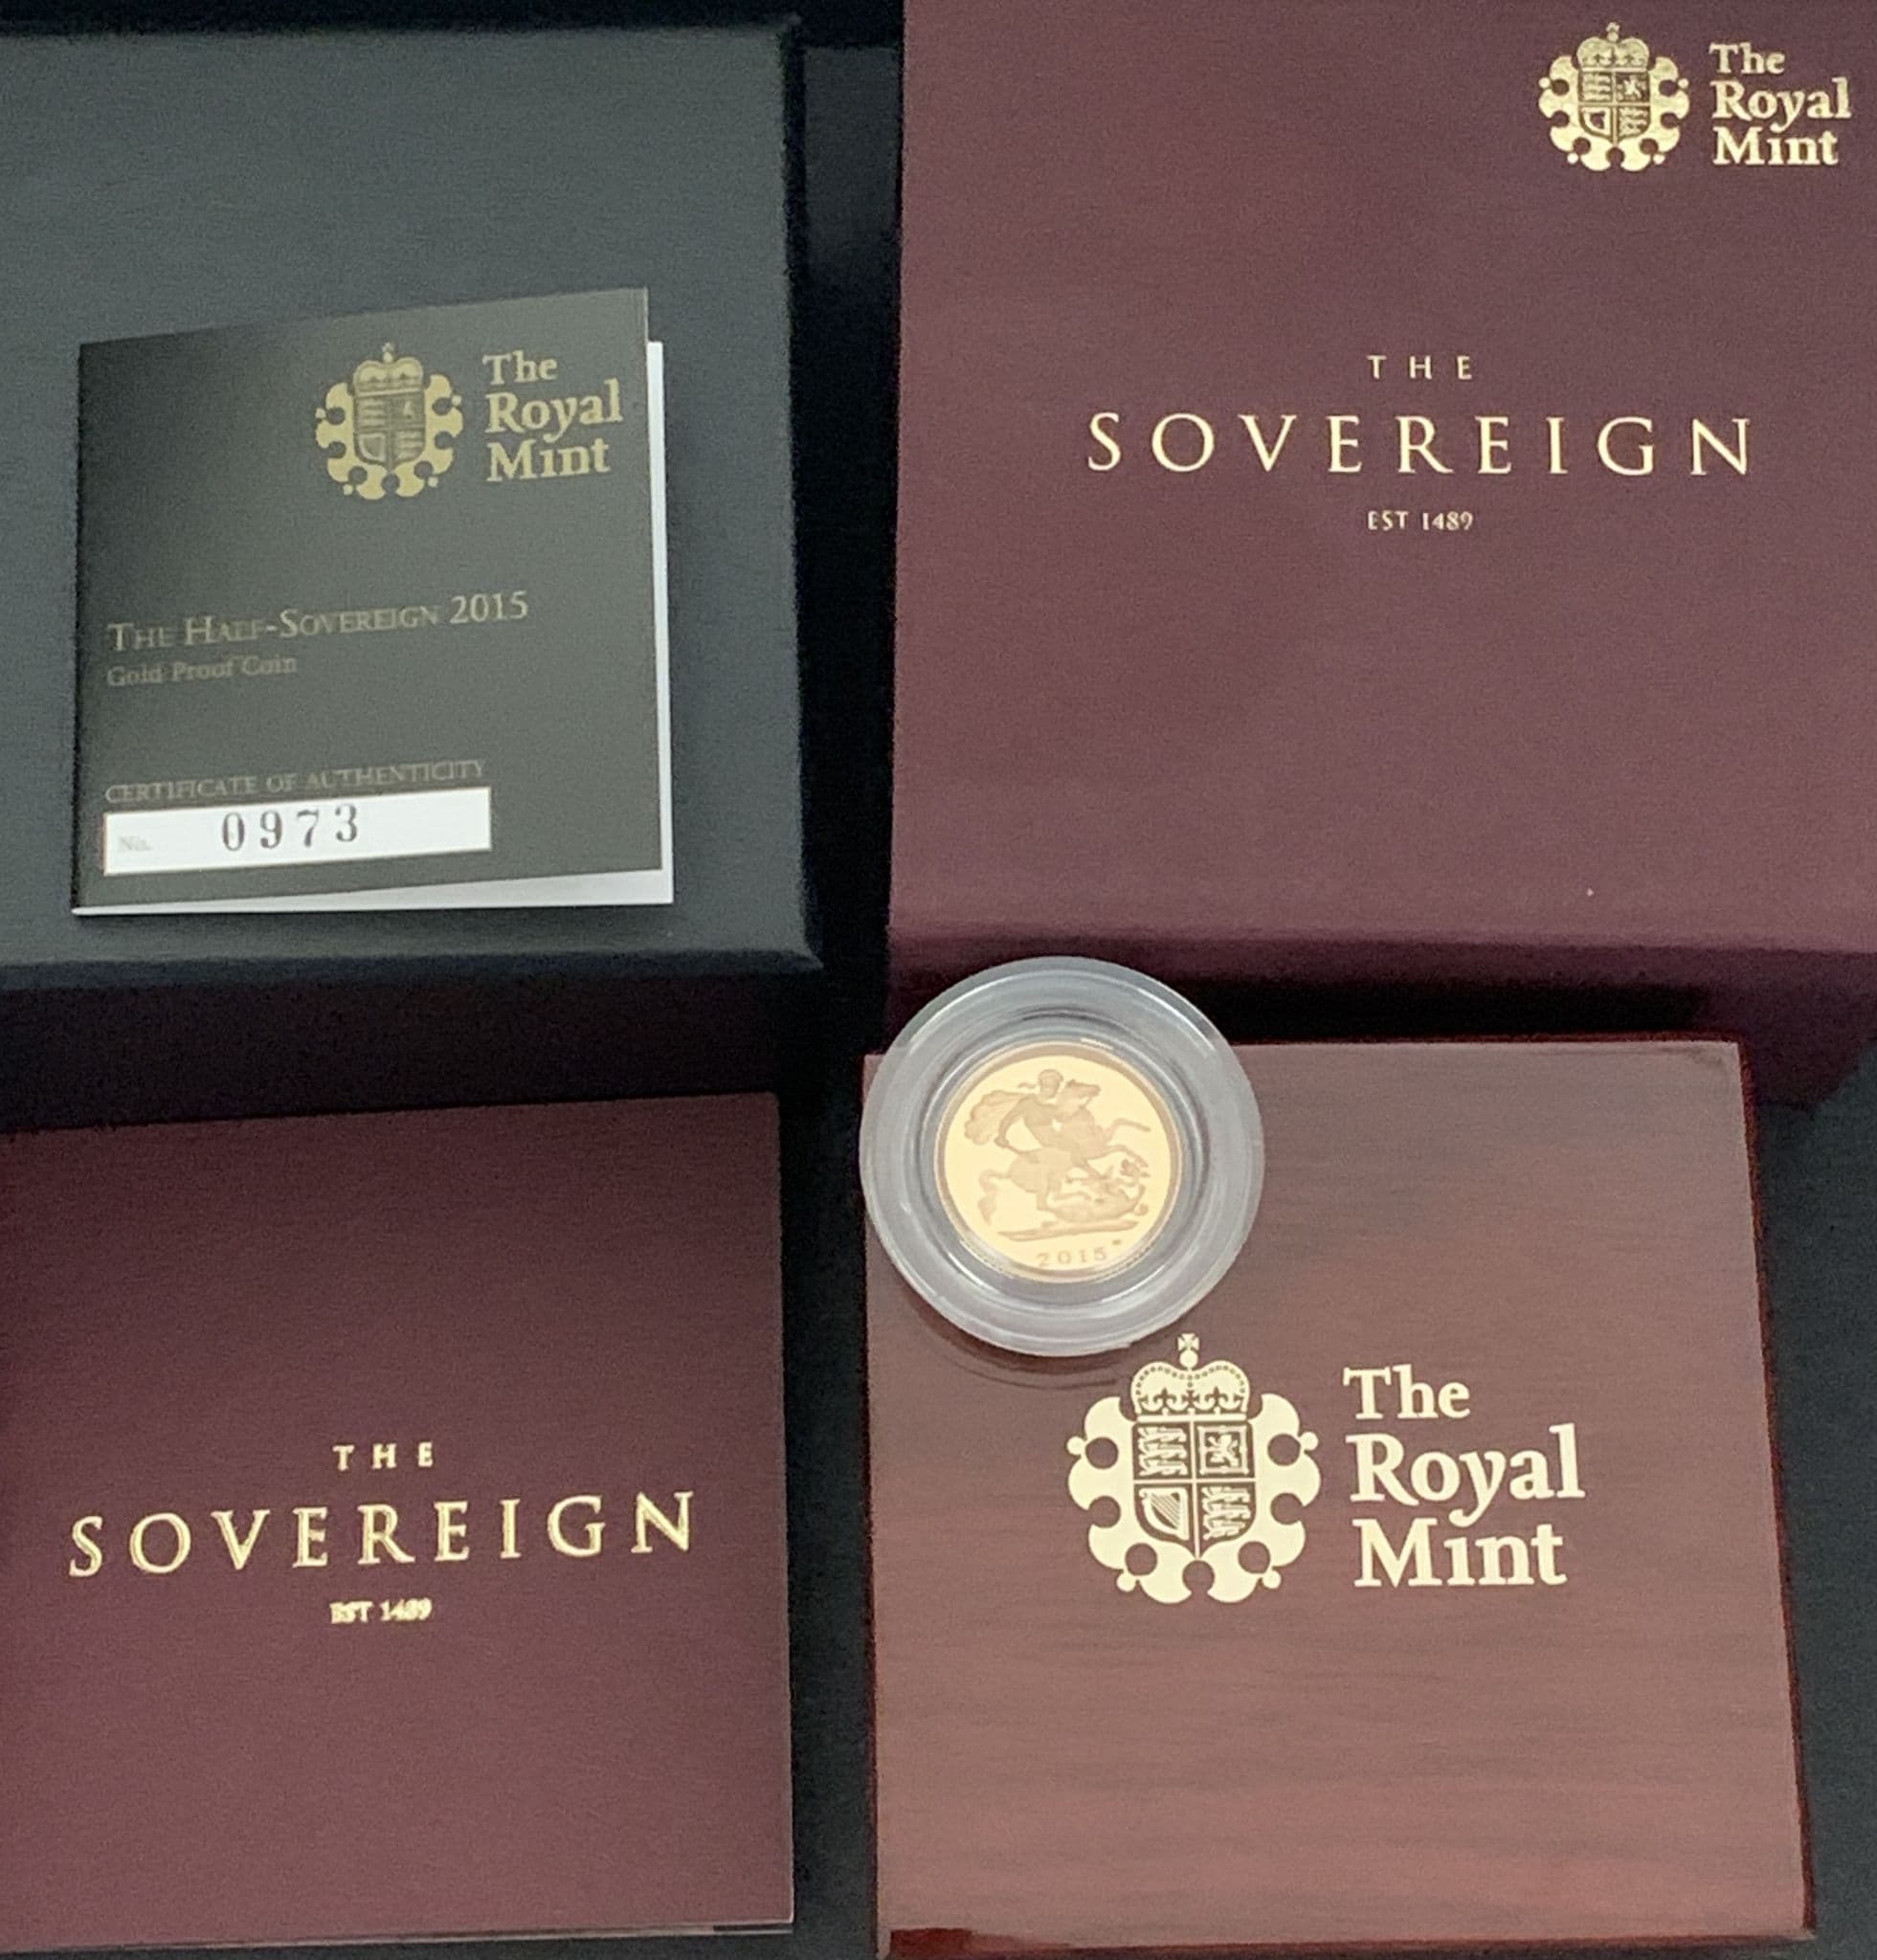 The
Royal
Mint
THE HALF-SOVEREIGN 2015
Gold Proof Coin
CERTIFICATE OF AUTHENTICITY
No. 0973
The
Royal
Mint
THE
SOVEREIGN
EST 1489
THE
SOVEREIGN
EST 1489
2015
The
Royal
Mint